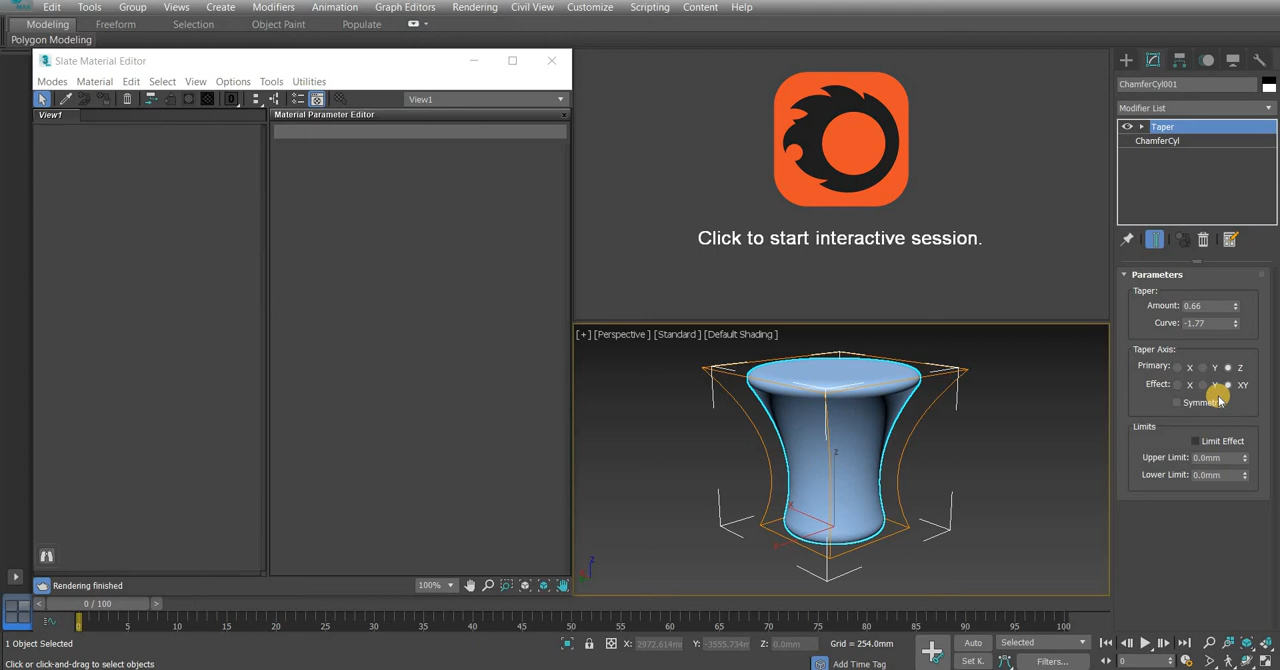 Edit Tools Group Views Create Modifiers Animation Graph Editors Rendering Civil View Customize Scripting Content Help
Modeling Freeform Selection Object Paint Populate
Polygon Modeling
Slate Material Editor
Modes Material Edit Select View Options Tools Utilities
View1
View1 Material Parameter Editor
ChamferCyl001
Modifier List
Taper
ChamferCyl
Click to start interactive session.
Parameters
Taper:
Amount: 0.66
Curve: -1.77
Taper Axis:
Primary: X Y Z
Effect: X Y XY
Symmetry
Limits
Limit Effect
Upper Limit: 0.0mm
Lower Limit: 0.0mm
[+] [Perspective] [Standard] [Default Shading]
z
x
y
z
Rendering finished 100%
< 0 / 100 >
0 5 10 15 20 25 30 35 40 45 50 55 60 65 70 75 80 85 90 95 100
1 Object Selected X: 2972.614mm Y: -3555.734m Z: 0.0mm Grid = 254.0mm Auto Selected
Click or click-and-drag to select objects Add Time Tag Set K. Filters... 0